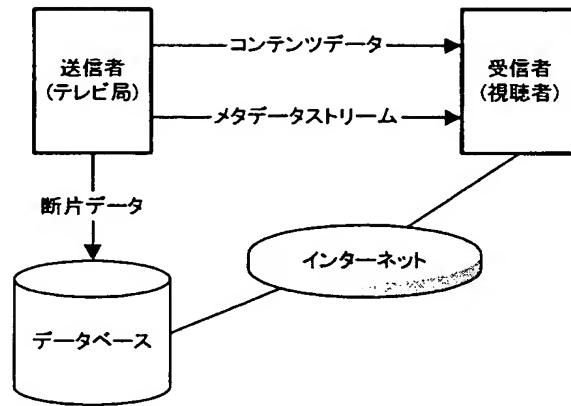 送信者
(テレビ局)
コンテンツデータ
受信者
(視聴者)
メタデータストリーム
断片データ
インターネット
データベース